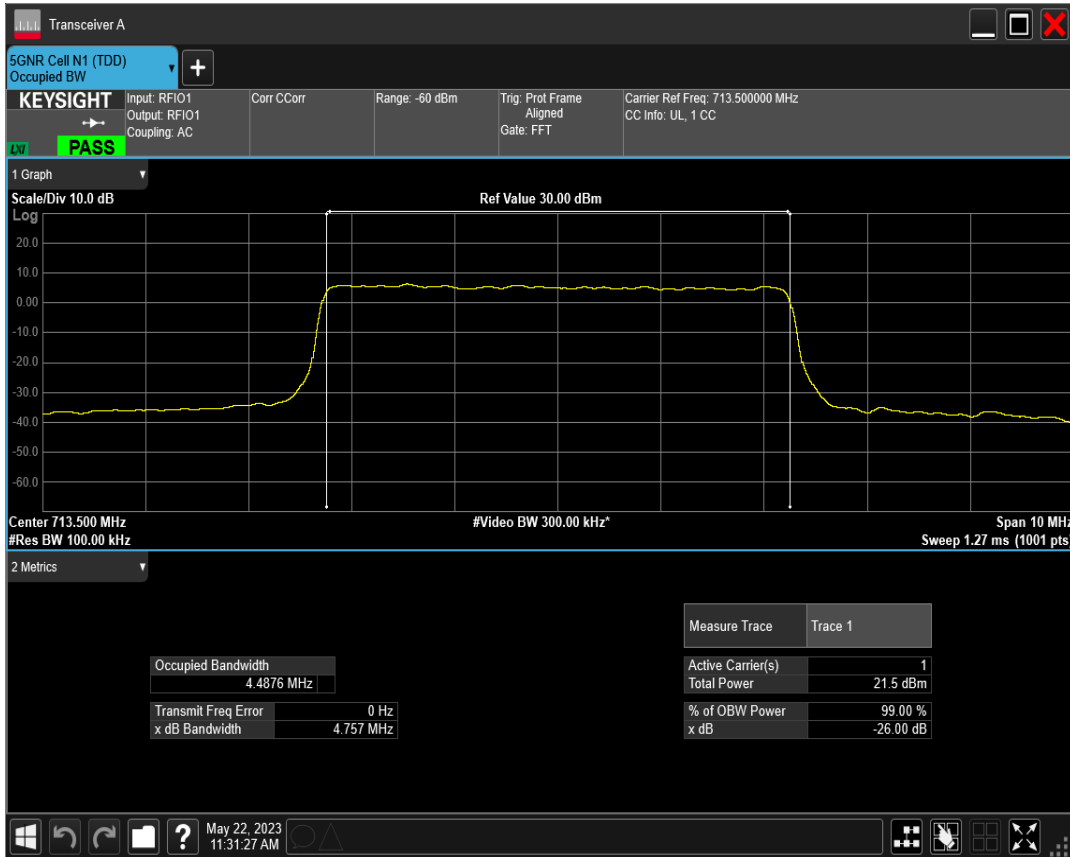 Transceiver A
5GNR Cell N1 (TDD)
Occupied BW
+
KEYSIGHT
LXI
PASS
Input: RFIO1
Output: RFIO1
Coupling: AC
Corr CCorr
Range: -60 dBm
Trig: Prot Frame
Aligned
Gate: FFT
Carrier Ref Freq: 713.500000 MHz
CC Info: UL, 1 CC
1 Graph
Scale/Div 10.0 dB
Ref Value 30.00 dBm
Log
20.0
10.0
0.00
-10.0
-20.0
-30.0
-40.0
-50.0
-60.0
Center 713.500 MHz
#Video BW 300.00 kHz*
Span 10 MHz
#Res BW 100.00 kHz
Sweep 1.27 ms (1001 pts)
2 Metrics
Measure Trace Trace 1
Occupied Bandwidth
4.4876 MHz
Active Carrier(s) 1
Total Power 21.5 dBm
Transmit Freq Error 0 Hz
x dB Bandwidth 4.757 MHz
% of OBW Power 99.00 %
x dB -26.00 dB
?
May 22, 2023
11:31:27 AM